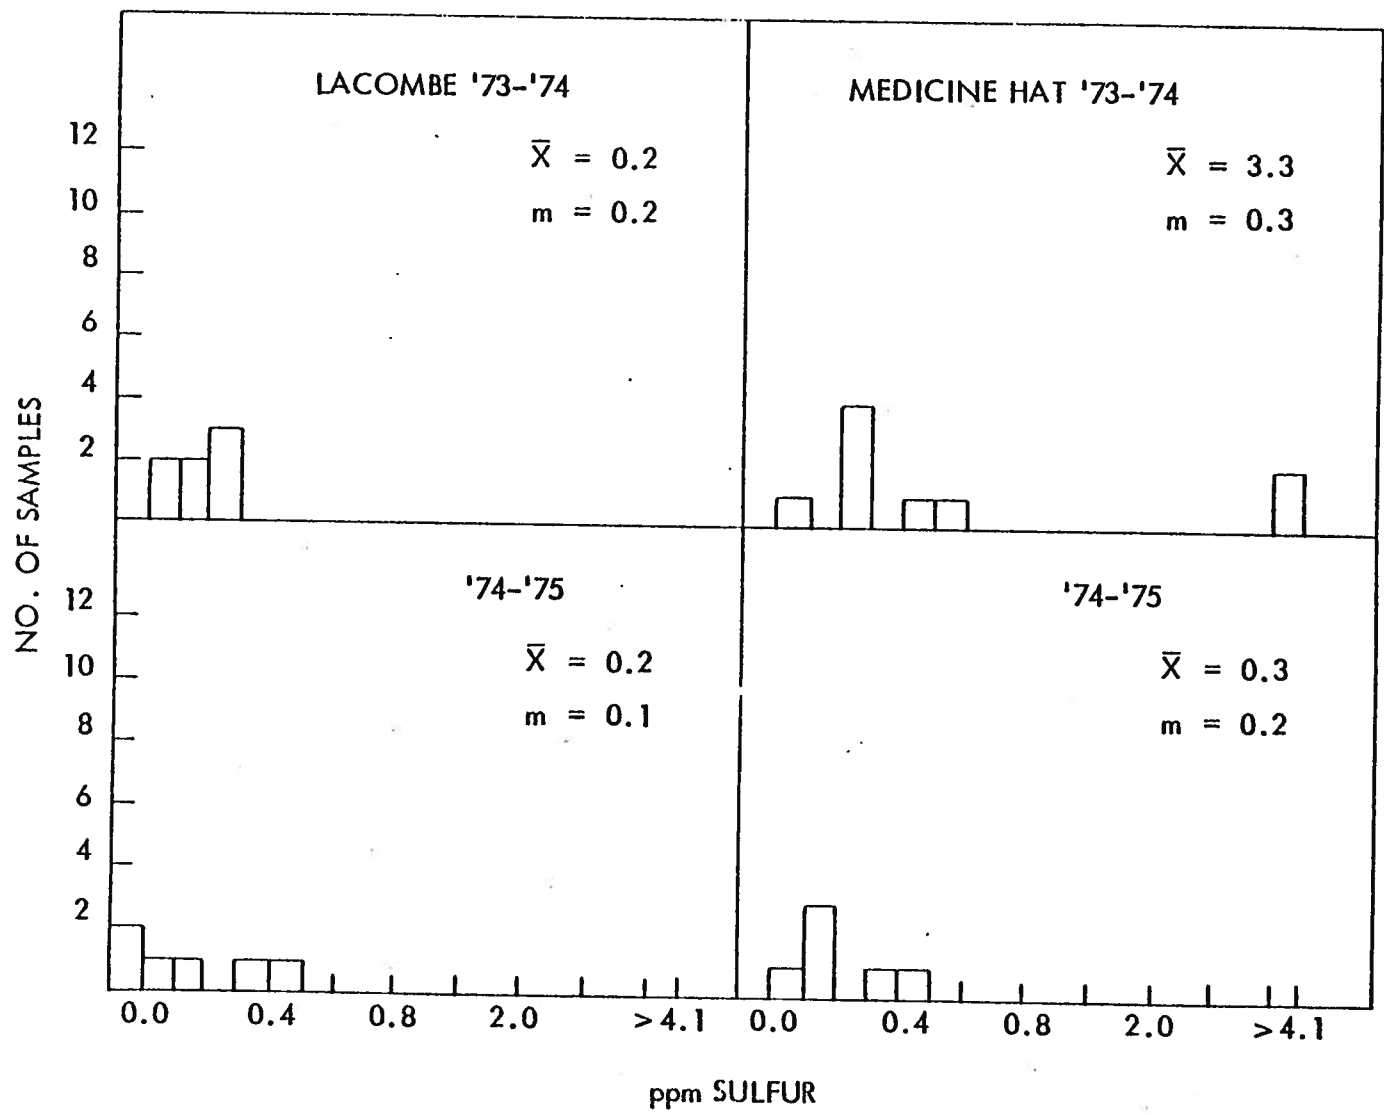 LACOMBE '73-'74
X̄ = 0.2
m = 0.2
MEDICINE HAT '73-'74
X̄ = 3.3
m = 0.3
12
10
8
6
4
2
'74-'75
X̄ = 0.2
m = 0.1
'74-'75
X̄ = 0.3
m = 0.2
12
10
8
6
4
2
NO. OF SAMPLES
0.0 0.4 0.8 2.0 >4.1
0.0 0.4 0.8 2.0 >4.1
ppm SULFUR